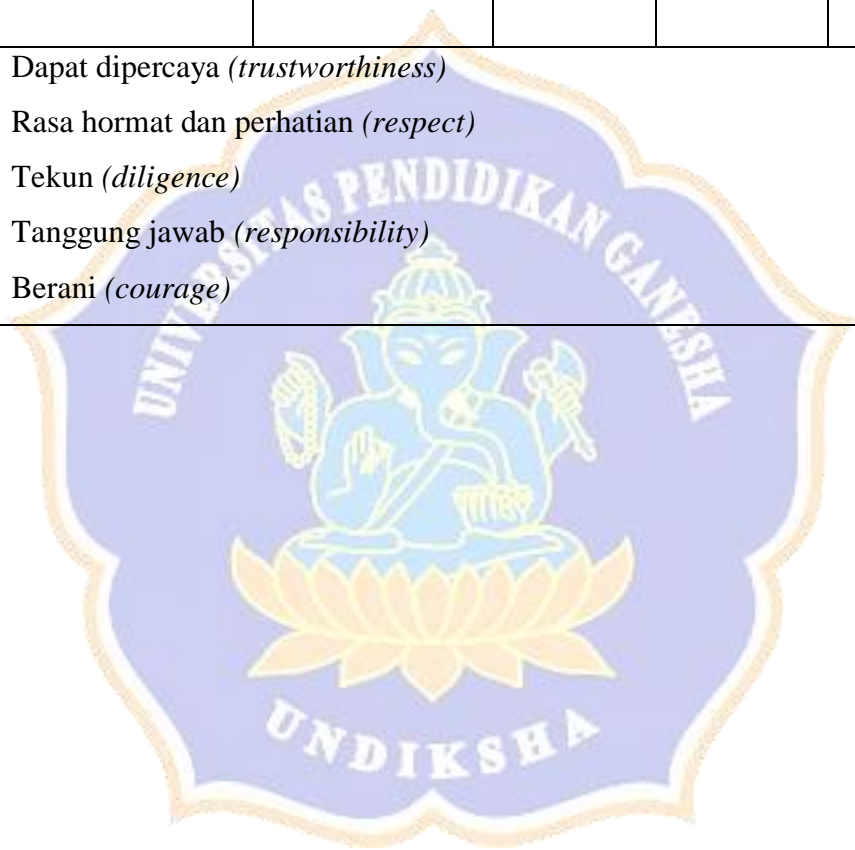 Dapat dipercaya (trustworthiness)
Rasa hormat dan perhatian (respect)
Tekun (diligence)
Tanggung jawab (responsibility)
Berani (courage)
UNIVERSITAS PENDIDIKAN GANESHA
UNDIKSHA